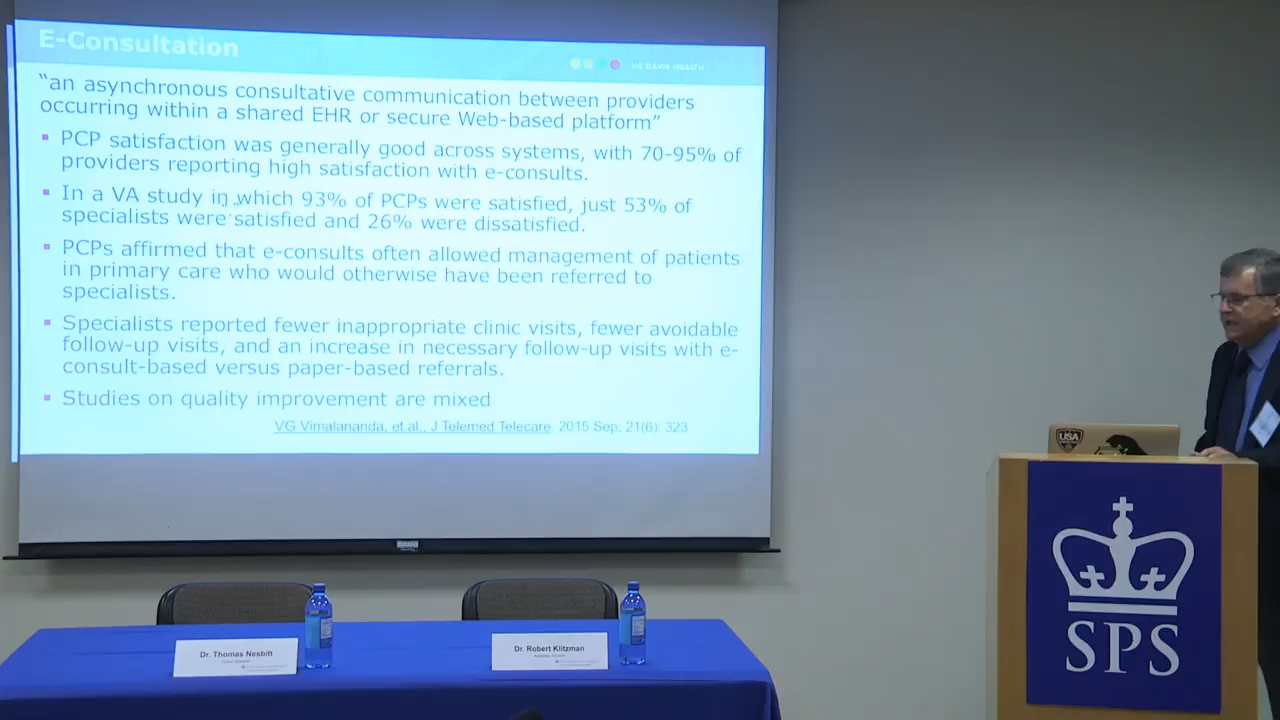 E-Consultation
UC DAVIS HEALTH
“an asynchronous consultative communication between providers
occurring within a shared EHR or secure Web-based platform”
PCP satisfaction was generally good across systems, with 70-95% of
providers reporting high satisfaction with e-consults.
In a VA study in which 93% of PCPs were satisfied, just 53% of
specialists were satisfied and 26% were dissatisfied.
PCPs affirmed that e-consults often allowed management of patients
in primary care who would otherwise have been referred to
specialists.
Specialists reported fewer inappropriate clinic visits, fewer avoidable
follow-up visits, and an increase in necessary follow-up visits with e-
consult-based versus paper-based referrals.
Studies on quality improvement are mixed
VG Vimalananda, et.al., J Telemed Telecare 2015 Sep; 21(6): 323
USA
SPS
Dr. Thomas Nesbitt
Dr. Robert Klitzman